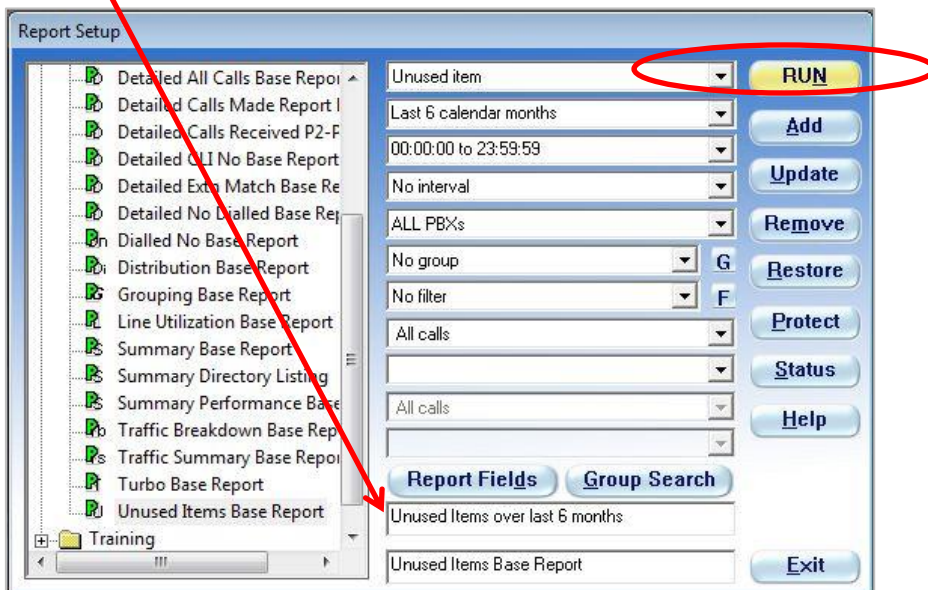 Report Setup
Detailed All Calls Base Repor
Detailed Calls Made Report
Detailed Calls Received P2-P
Detailed CLI No Base Report
Detailed Extn Match Base Re
Detailed No Dialled Base Rep
Dialled No Base Report
Distribution Base Report
Grouping Base Report
Line Utilization Base Report
Summary Base Report
Summary Directory Listing
Summary Performance Base
Traffic Breakdown Base Rep
Traffic Summary Base Repor
Turbo Base Report
Unused Items Base Report
Training
Unused item
Last 6 calendar months
00:00:00 to 23:59:59
No interval
ALL PBXs
No group
G
No filter
F
All calls
All calls
Report Fields
Group Search
Unused Items over last 6 months
Unused Items Base Report
RUN
Add
Update
Remove
Restore
Protect
Status
Help
Exit